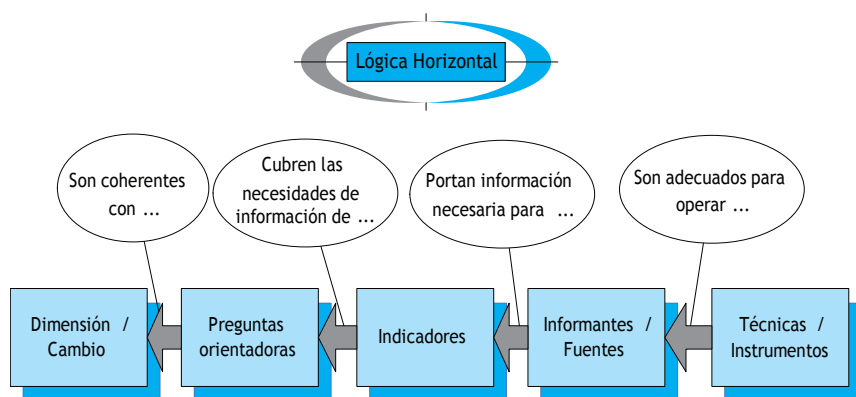 Lógica Horizontal
Son coherentes
con ...
Cubren las
necesidades de
información de ...
Portan información
necesaria para ...
Son adecuados para
operar ...
Dimensión /
Cambio
Preguntas
orientadoras
Indicadores
Informantes /
Fuentes
Técnicas /
Instrumentos